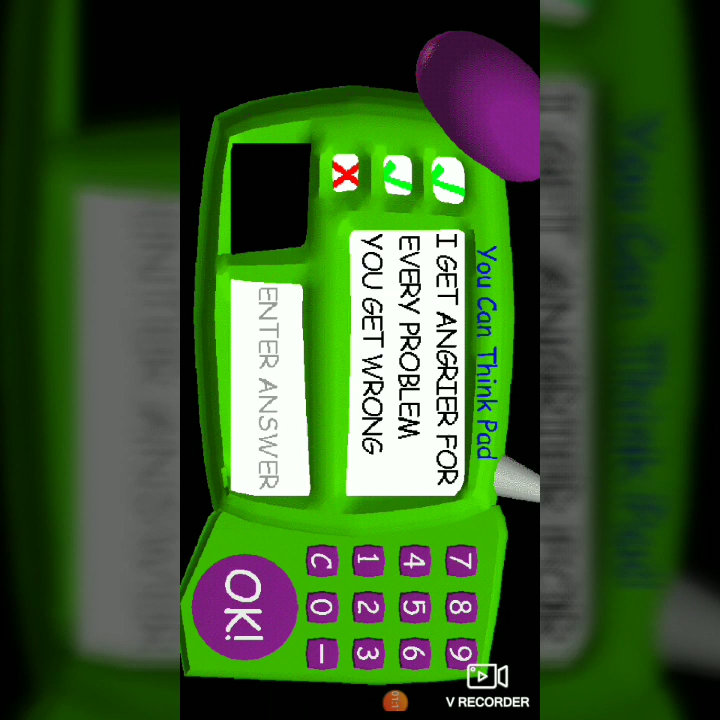 You Can Think Pad
I GET ANGRIER FOR
EVERY PROBLEM
YOU GET WRONG
ENTER ANSWER
7 8 9
4 5 6
1 2 3
C 0 -
OK!
V RECORDER